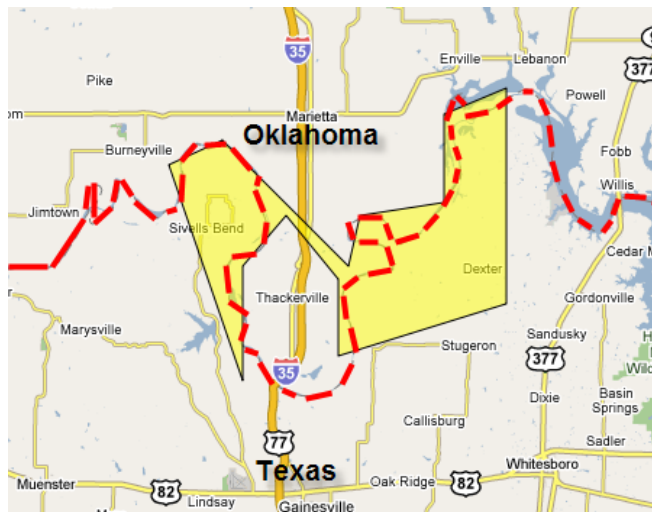 35
Enville
Lebanon
377
Pike
Powell
Marietta
Oklahoma
Burneyville
Fobb
Willis
Jimtown
Sivells Bend
Cedar M
Dexter
Thackerville
Gordonville
Marysville
Sandusky
Stugeron
377
35
Dixie
Basin
Springs
Callisburg
77
Sadler
Texas
Whitesboro
Muenster
82
Oak Ridge
82
Lindsay
Gainesville